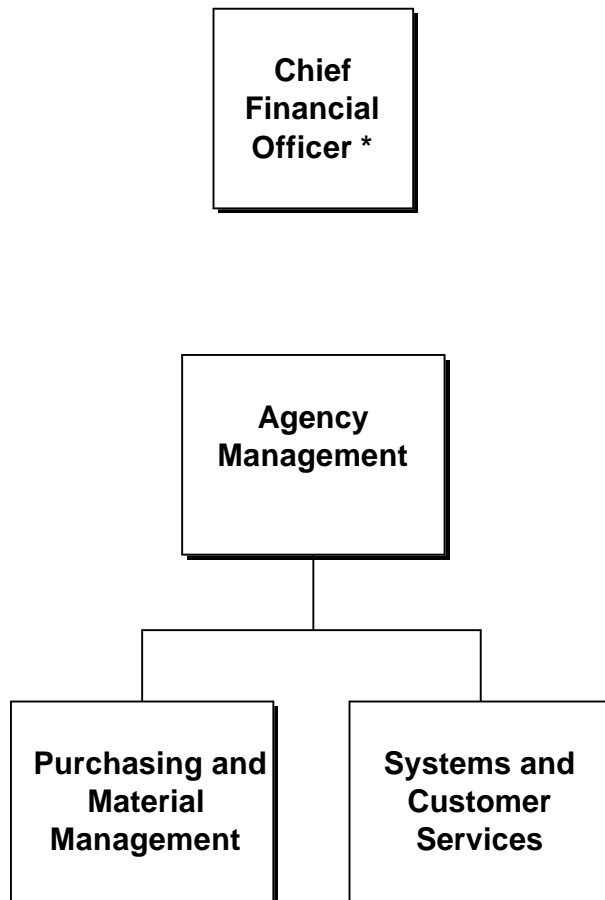 Chief
Financial
Officer *
Agency
Management
Purchasing and
Material
Management
Systems and
Customer
Services